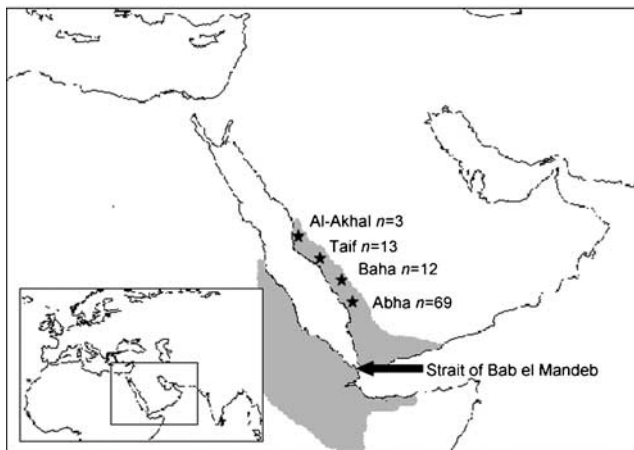 Al-Akhal n=3
Taif n=13
Baha n=12
Abha n=69
Strait of Bab el Mandeb